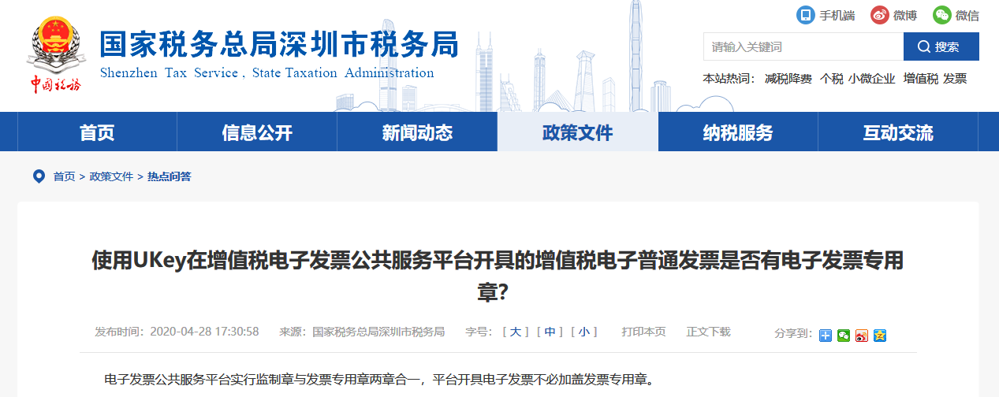 手机端 微博 微信
国家税务总局深圳市税务局
Shenzhen Tax Service , State Taxation Administration
中国税务
请输入关键词 搜索
本站热词： 减税降费 个税 小微企业 增值税 发票
首页 信息公开 新闻动态 政策文件 纳税服务 互动交流
首页 > 政策文件 > 热点问答
使用UKey在增值税电子发票公共服务平台开具的增值税电子普通发票是否有电子发票专用
章?
发布时间：2020-04-28 17:30:58 来源：国家税务总局深圳市税务局 字号：[ 大 ] [ 中 ] [ 小 ] 打印本页 正文下载 分享到：
电子发票公共服务平台实行监制章与发票专用章两章合一，平台开具电子发票不必加盖发票专用章。